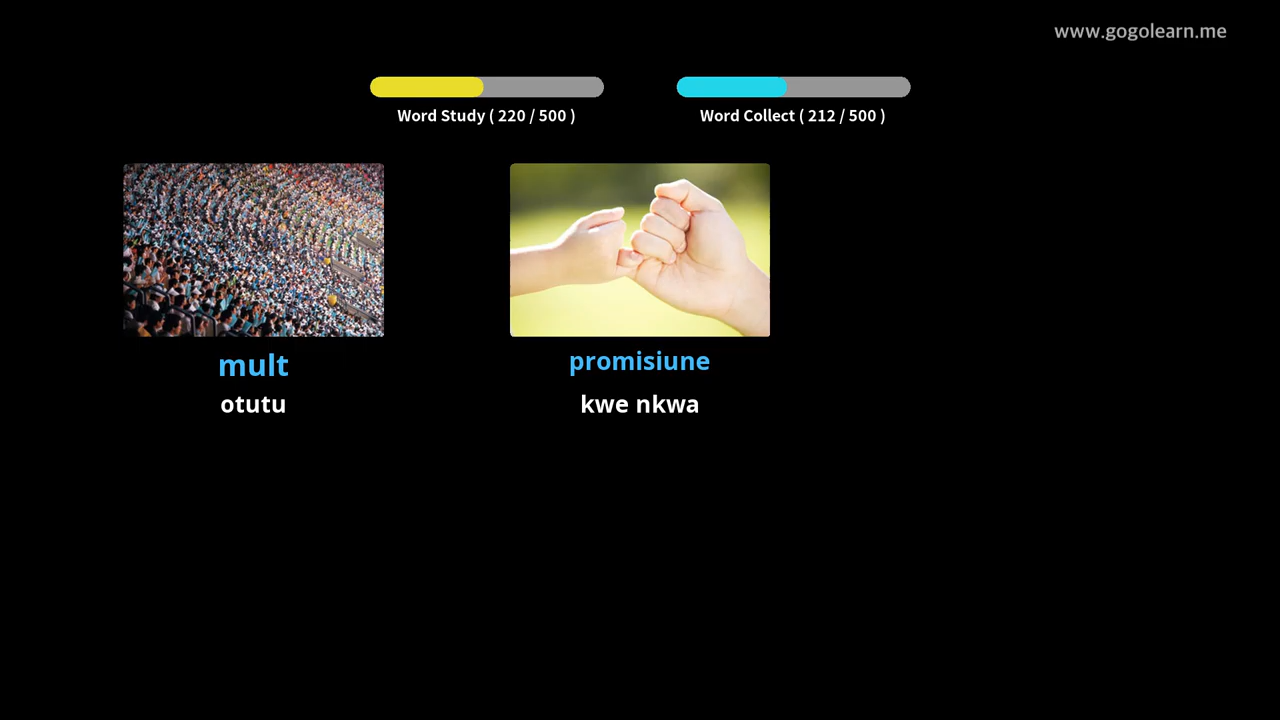 www.gogolearn.me
Word Study ( 220 / 500 )
Word Collect ( 212 / 500 )
mult
otutu
promisiune
kwe nkwa